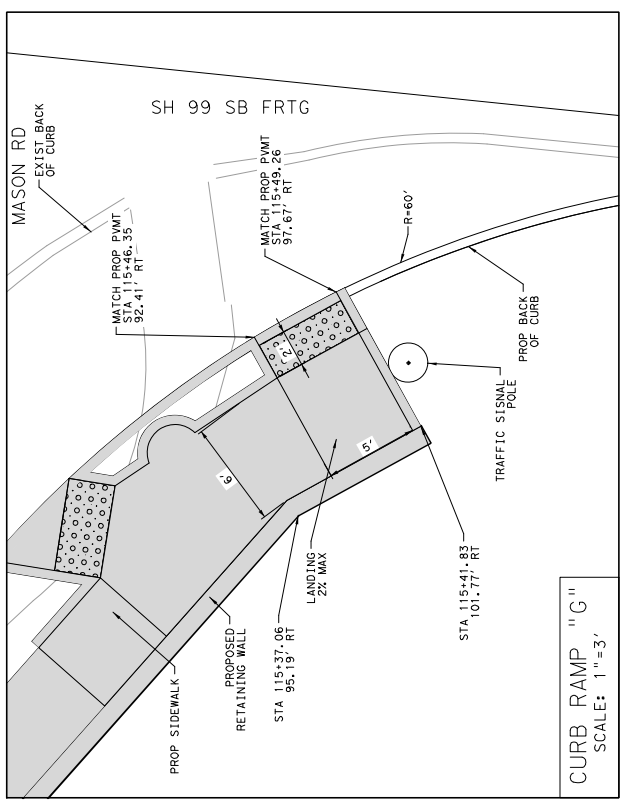 SH 99 SB FRTG
MASON RD
EXIST BACK
OF CURB
MATCH PROP PVMT
STA 115+46.35
92.41' RT
MATCH PROP PVMT
STA 115+49.26
97.67' RT
R=60'
PROP BACK
OF CURB
TRAFFIC SISNAL
POLE
2'
5'
6'
LANDING
2% MAX
STA 115+41.83
101.77' RT
STA 115+37.06
95.19' RT
PROPOSED
RETAINING WALL
PROP SIDEWALK
CURB RAMP "G"
SCALE: 1"=3'